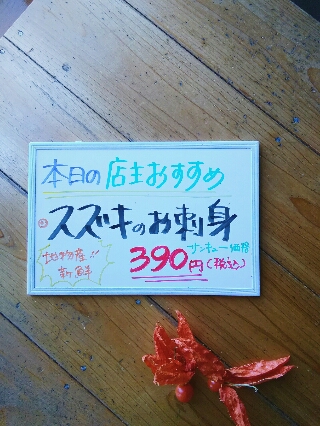 本日の店主おすすめ
スズキのお刺身
サンキュー価格
地物産!!
新鮮
390円(税込)